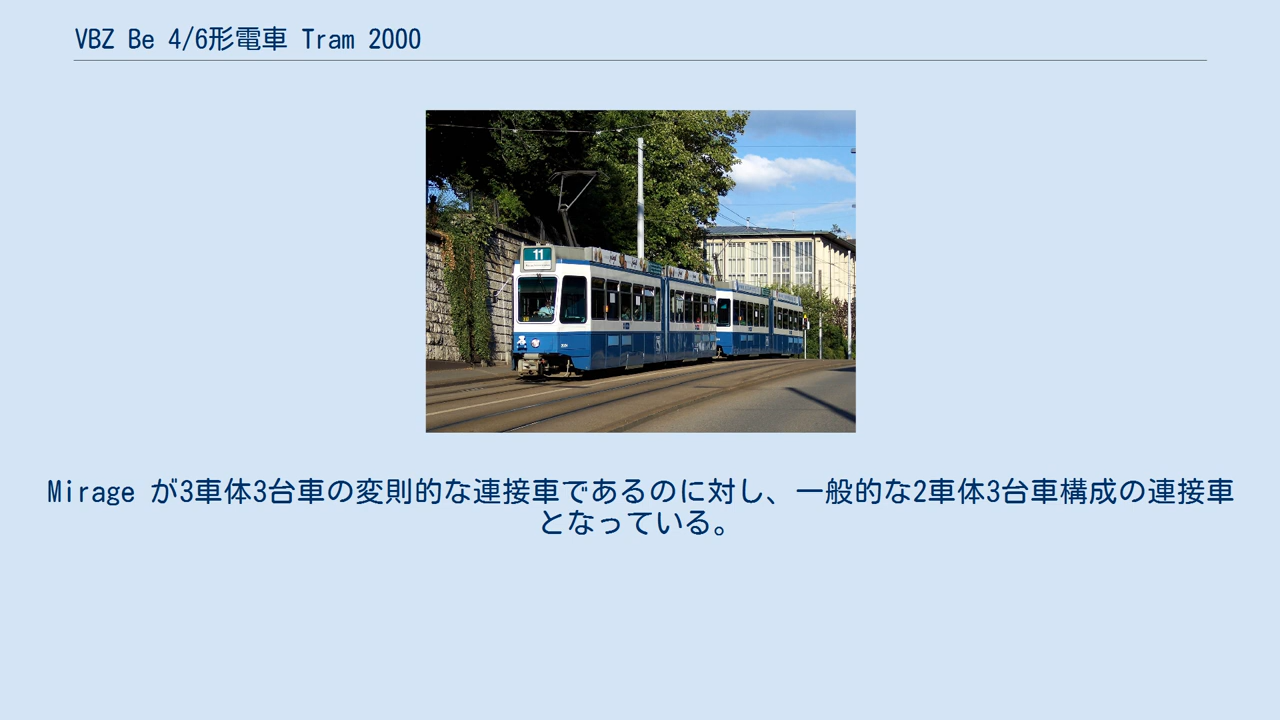 VBZ Be 4/6形電車 Tram 2000
11
Mirage が3車体3台車の変則的な連接車であるのに対し、一般的な2車体3台車構成の連接車
となっている。